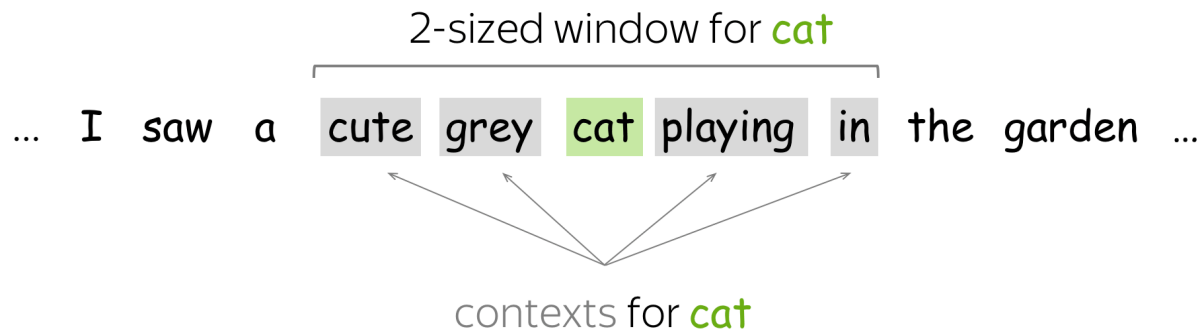 2-sized window for cat
... I saw a cute grey cat playing in the garden ...
contexts for cat